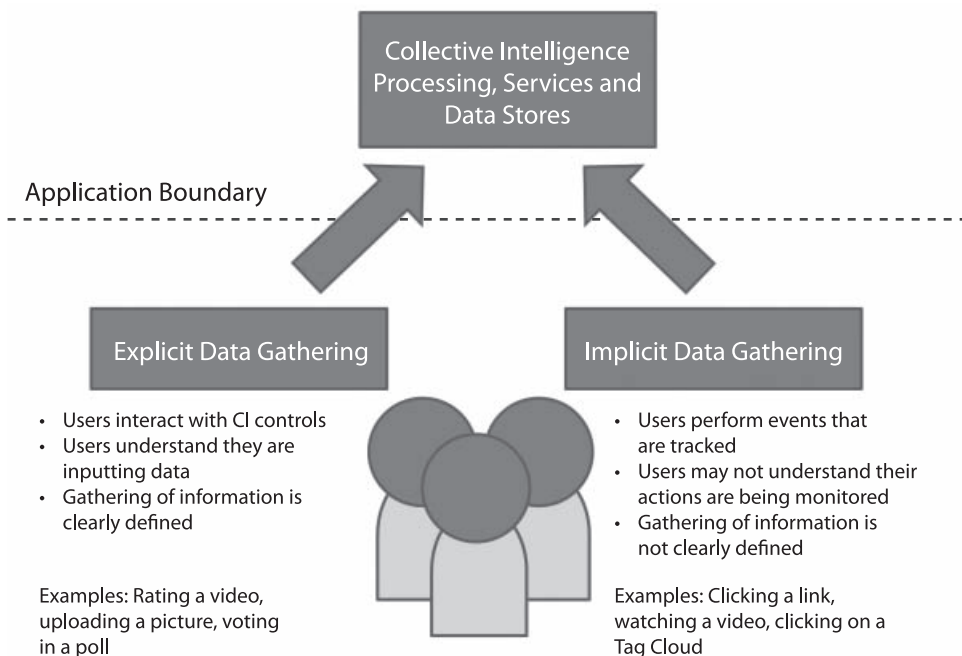 Collective Intelligence
Processing, Services and
Data Stores
Application Boundary
Explicit Data Gathering
• Users interact with CI controls
• Users understand they are
inputting data
• Gathering of information is
clearly defined
Examples: Rating a video,
uploading a picture, voting
in a poll
Implicit Data Gathering
• Users perform events that
are tracked
• Users may not understand their
actions are being monitored
• Gathering of information is
not clearly defined
Examples: Clicking a link,
watching a video, clicking on a
Tag Cloud